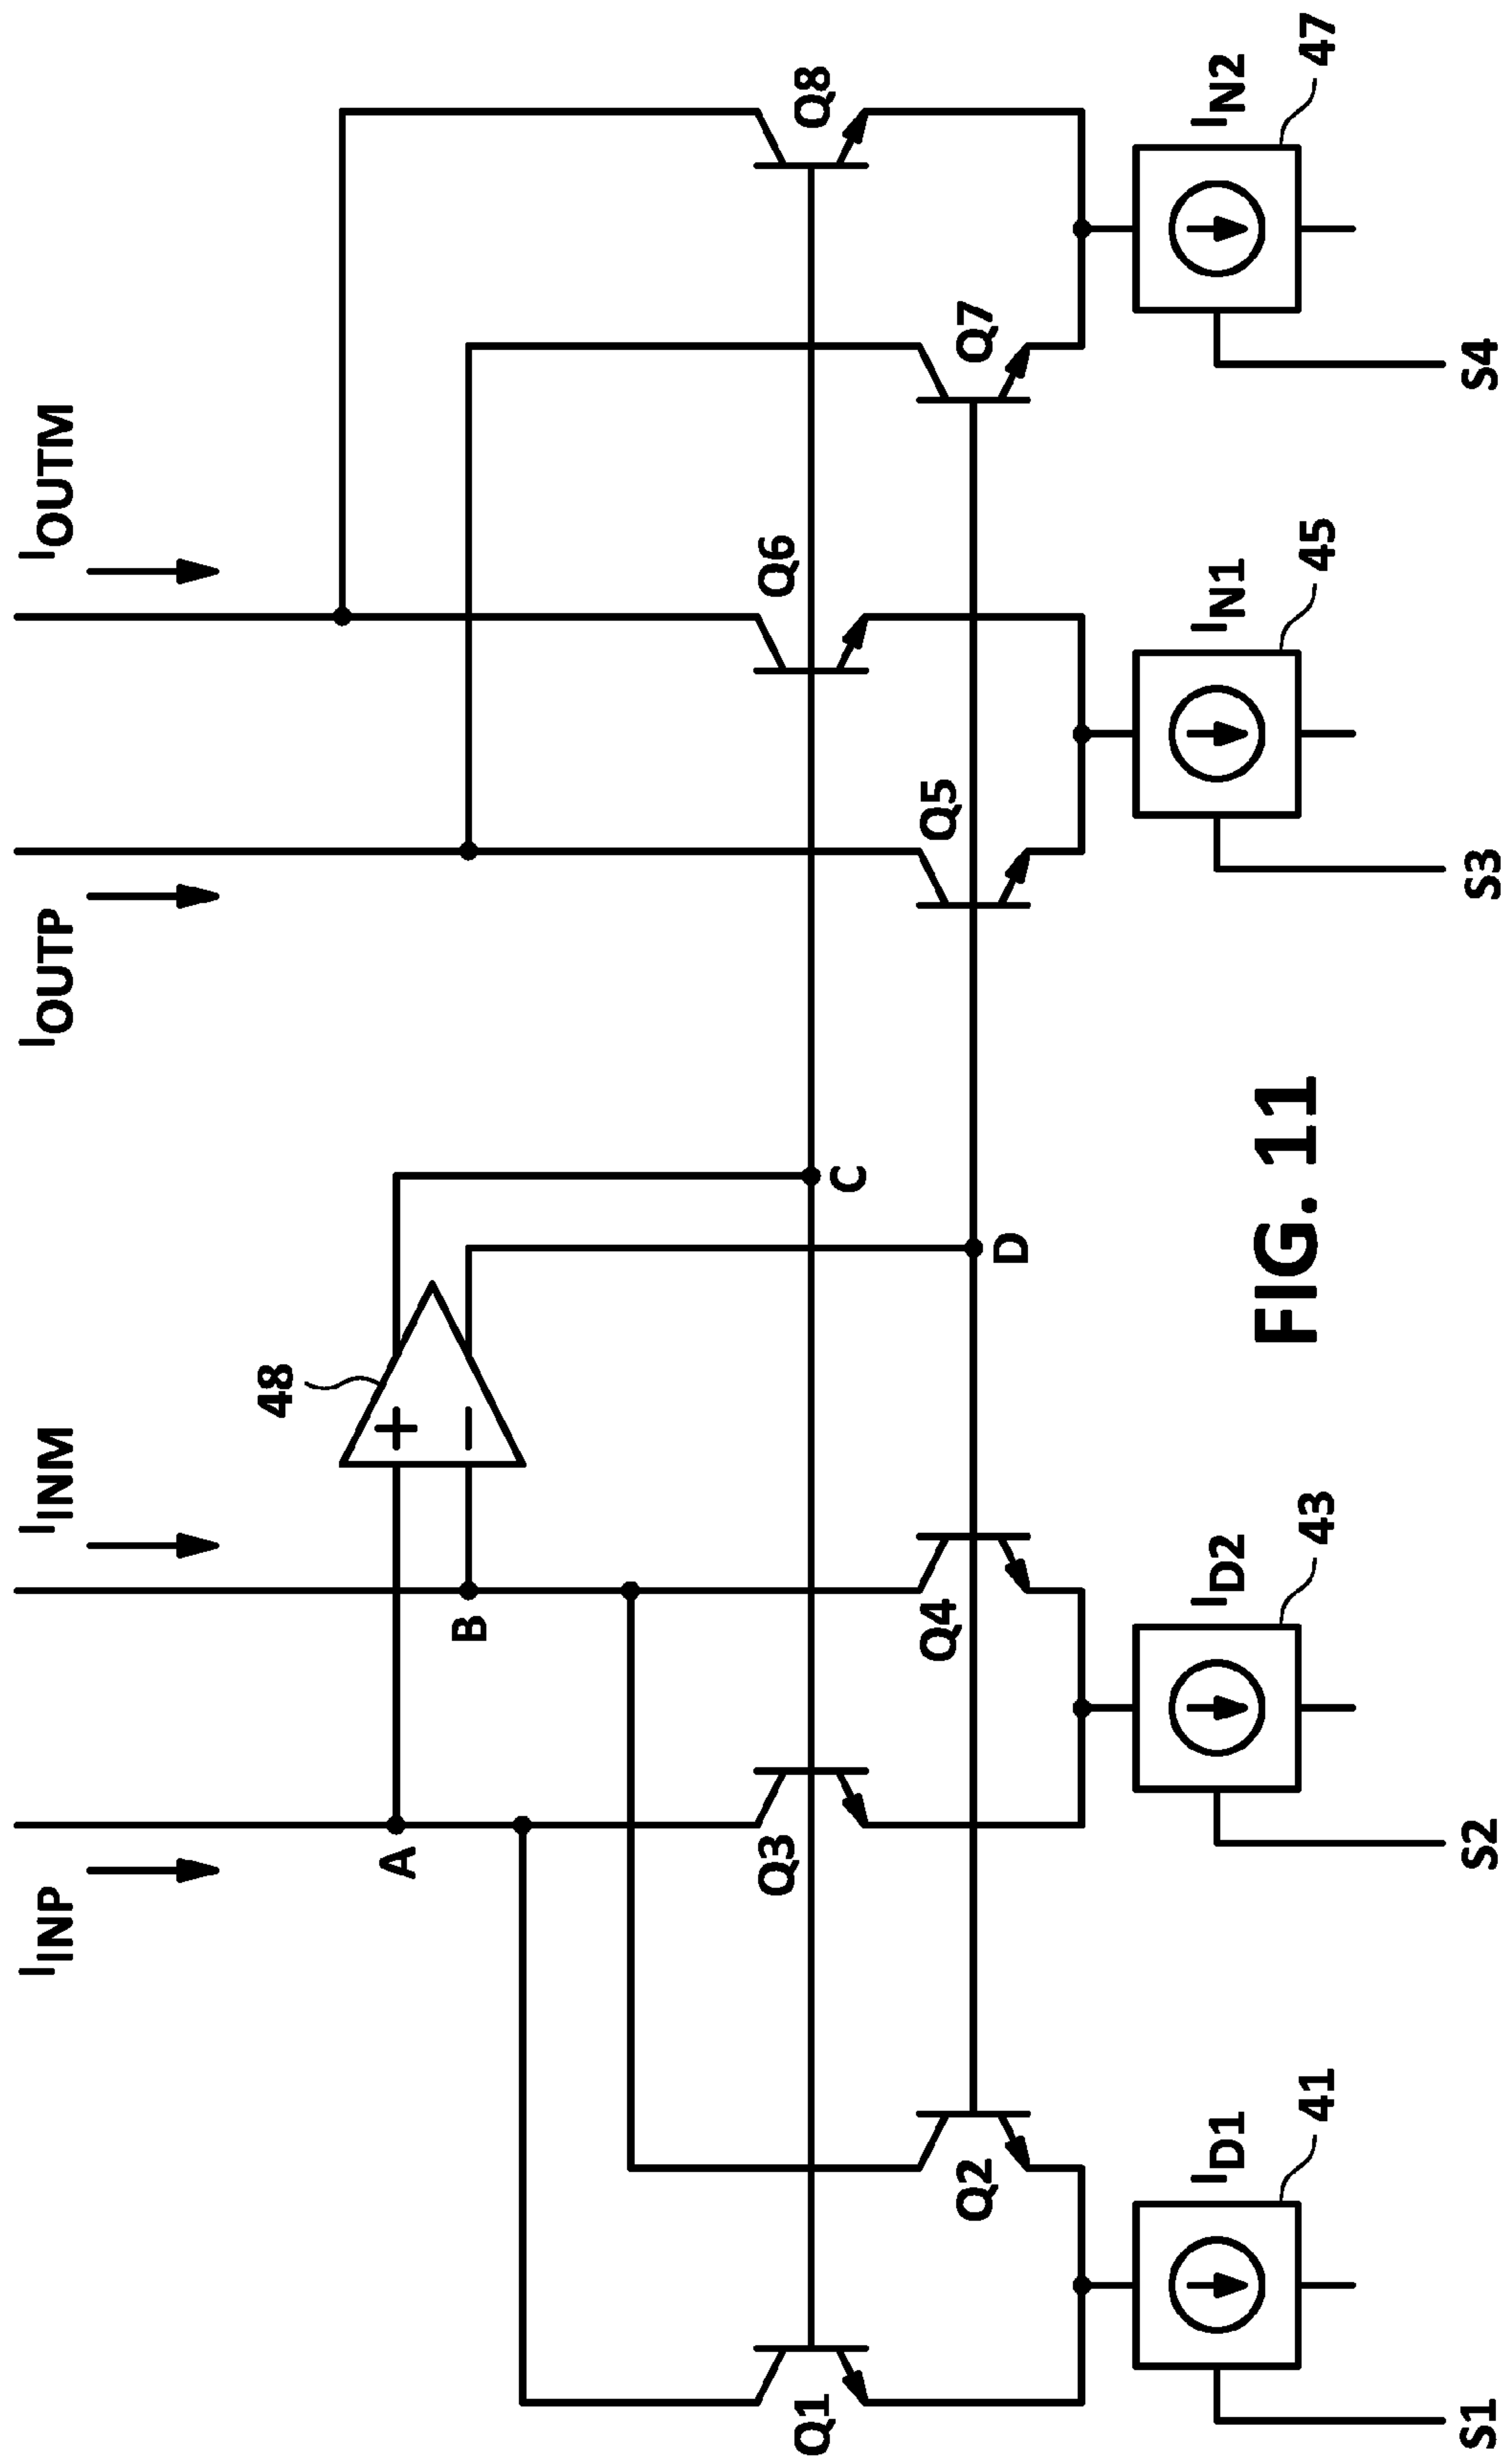 I_INP
I_INM
I_OUTP
I_OUTM
48
+
−
A
B
C
D
Q1
Q2
Q3
Q4
Q5
Q6
Q7
Q8
I_D1
I_D2
I_N1
I_N2
41
43
45
47
S1
S2
S3
S4
FIG. 11